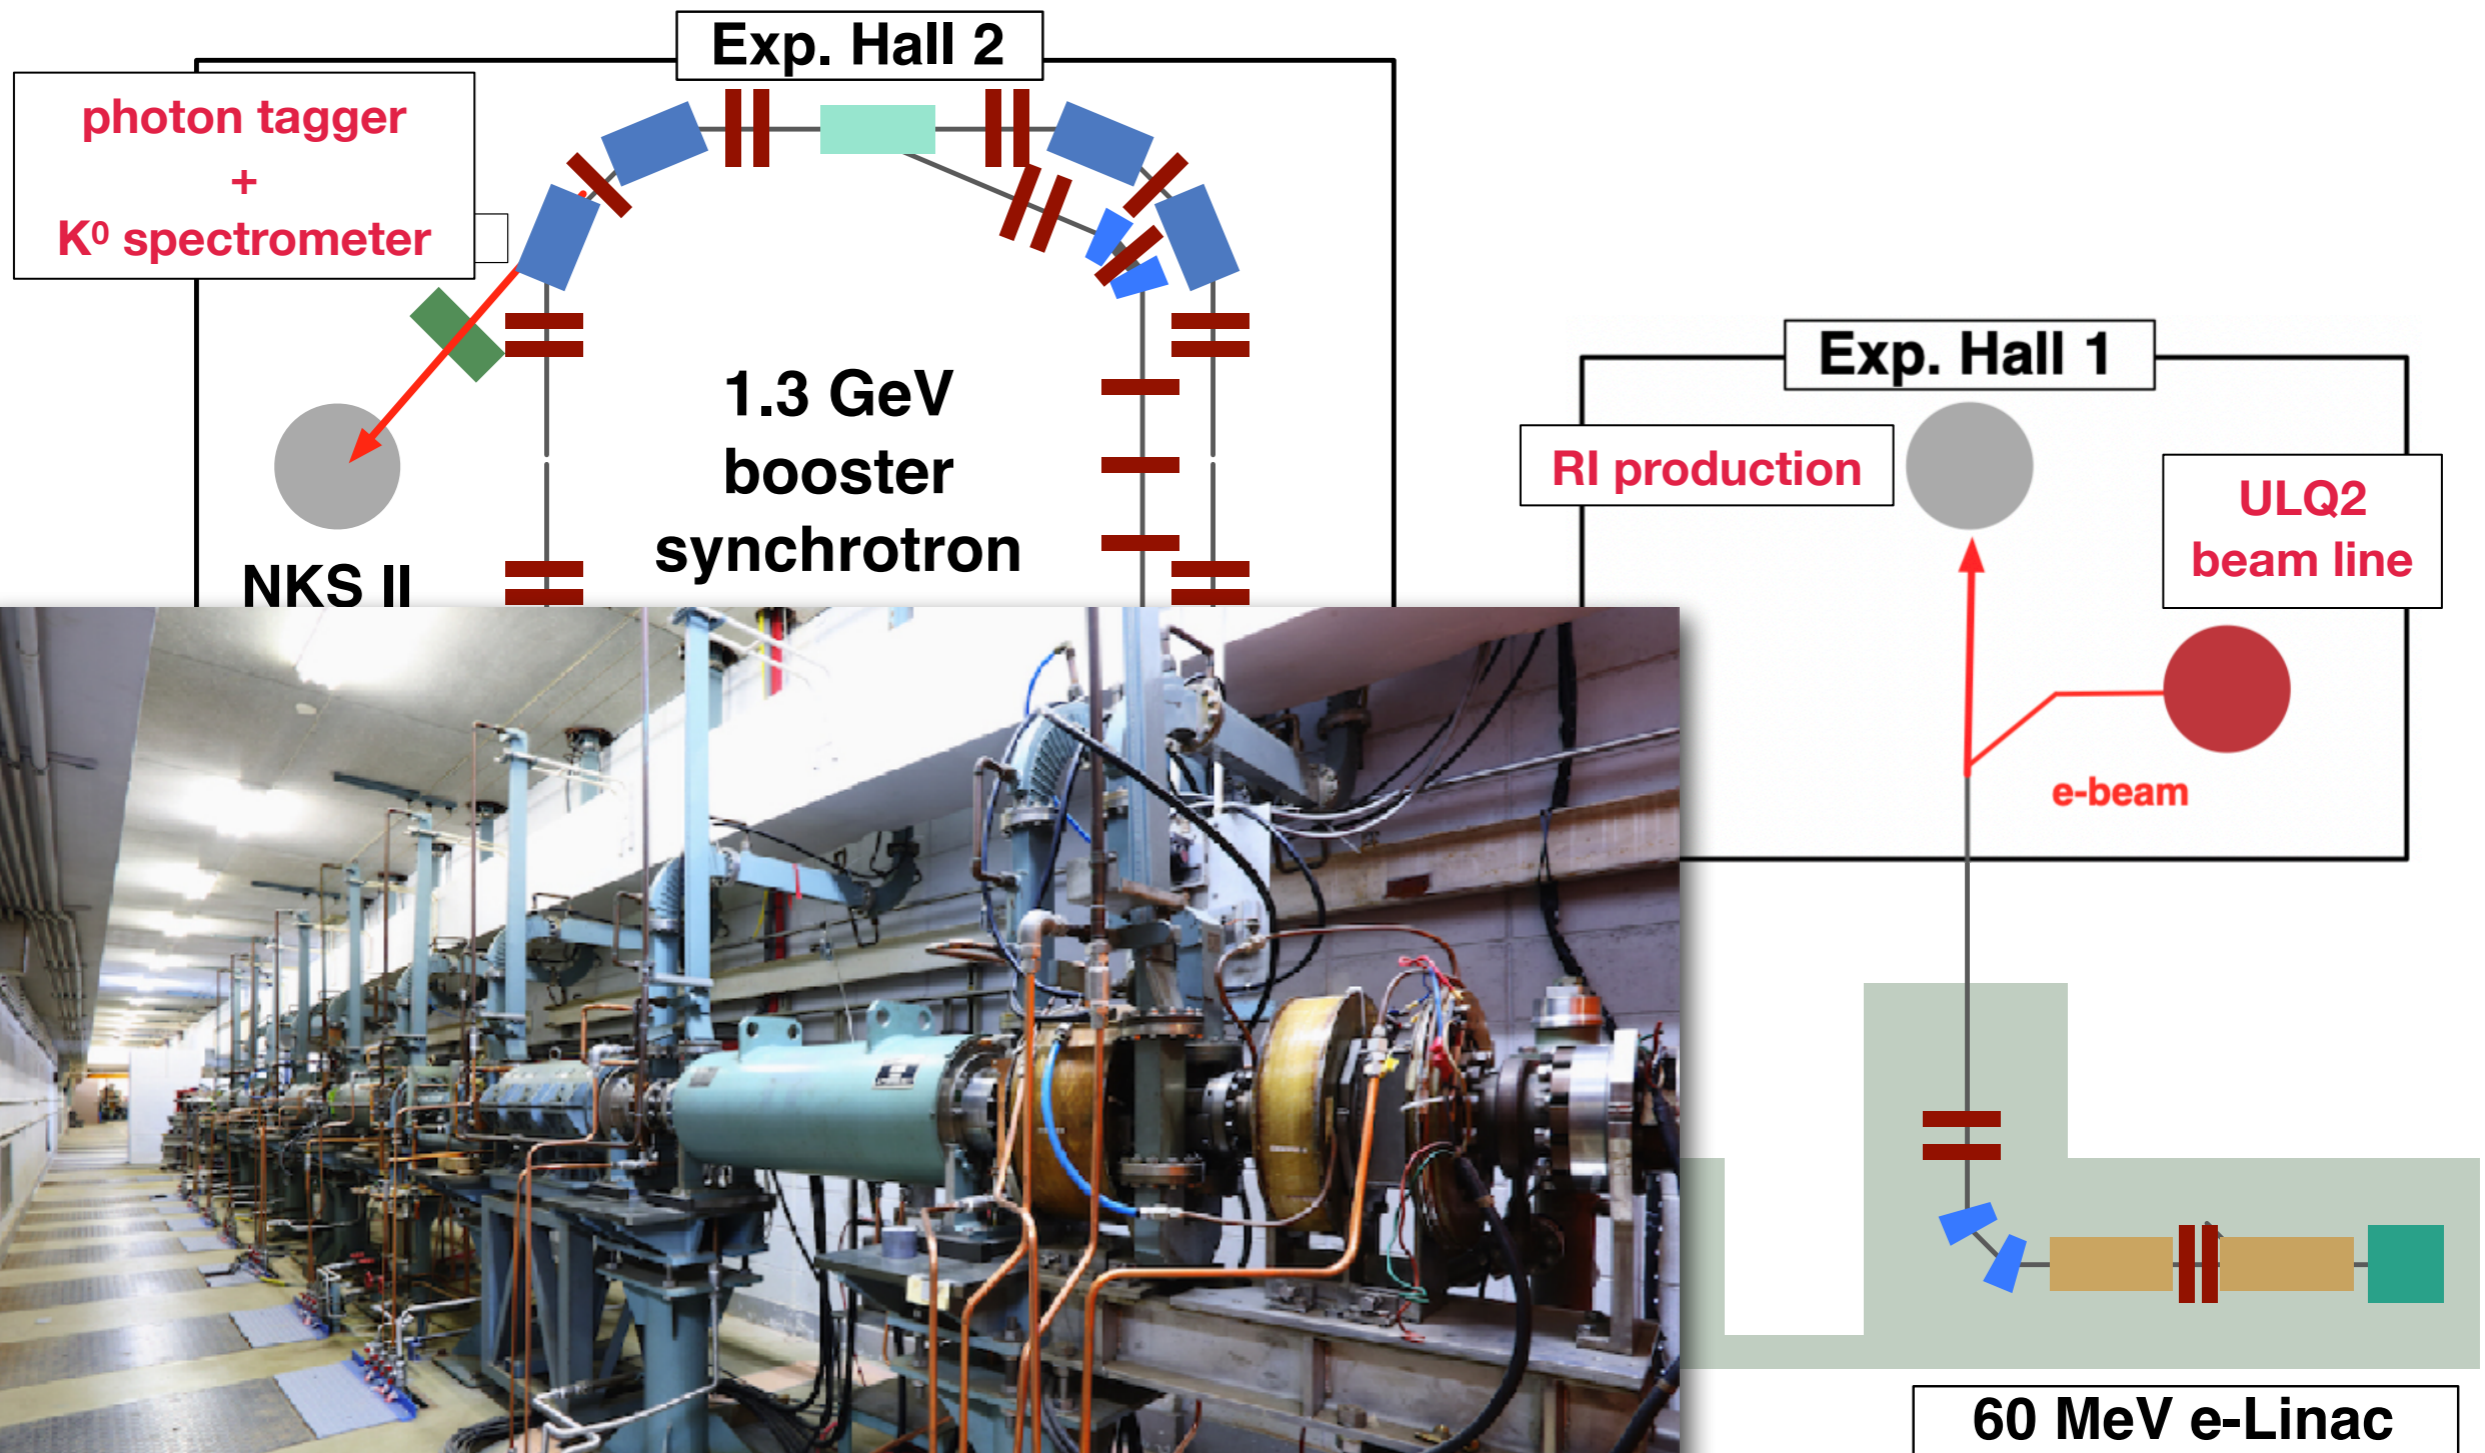 Exp. Hall 2
photon tagger
+
K⁰ spectrometer
1.3 GeV
booster
synchrotron
NKS II
Exp. Hall 1
RI production
ULQ2
beam line
e-beam
60 MeV e-Linac